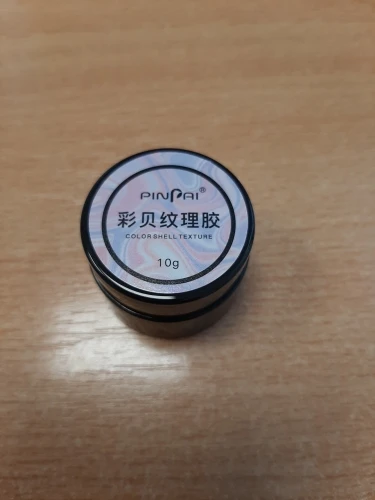 PINPAI®
彩贝纹理胶
COLOR SHELL TEXTURE
10g